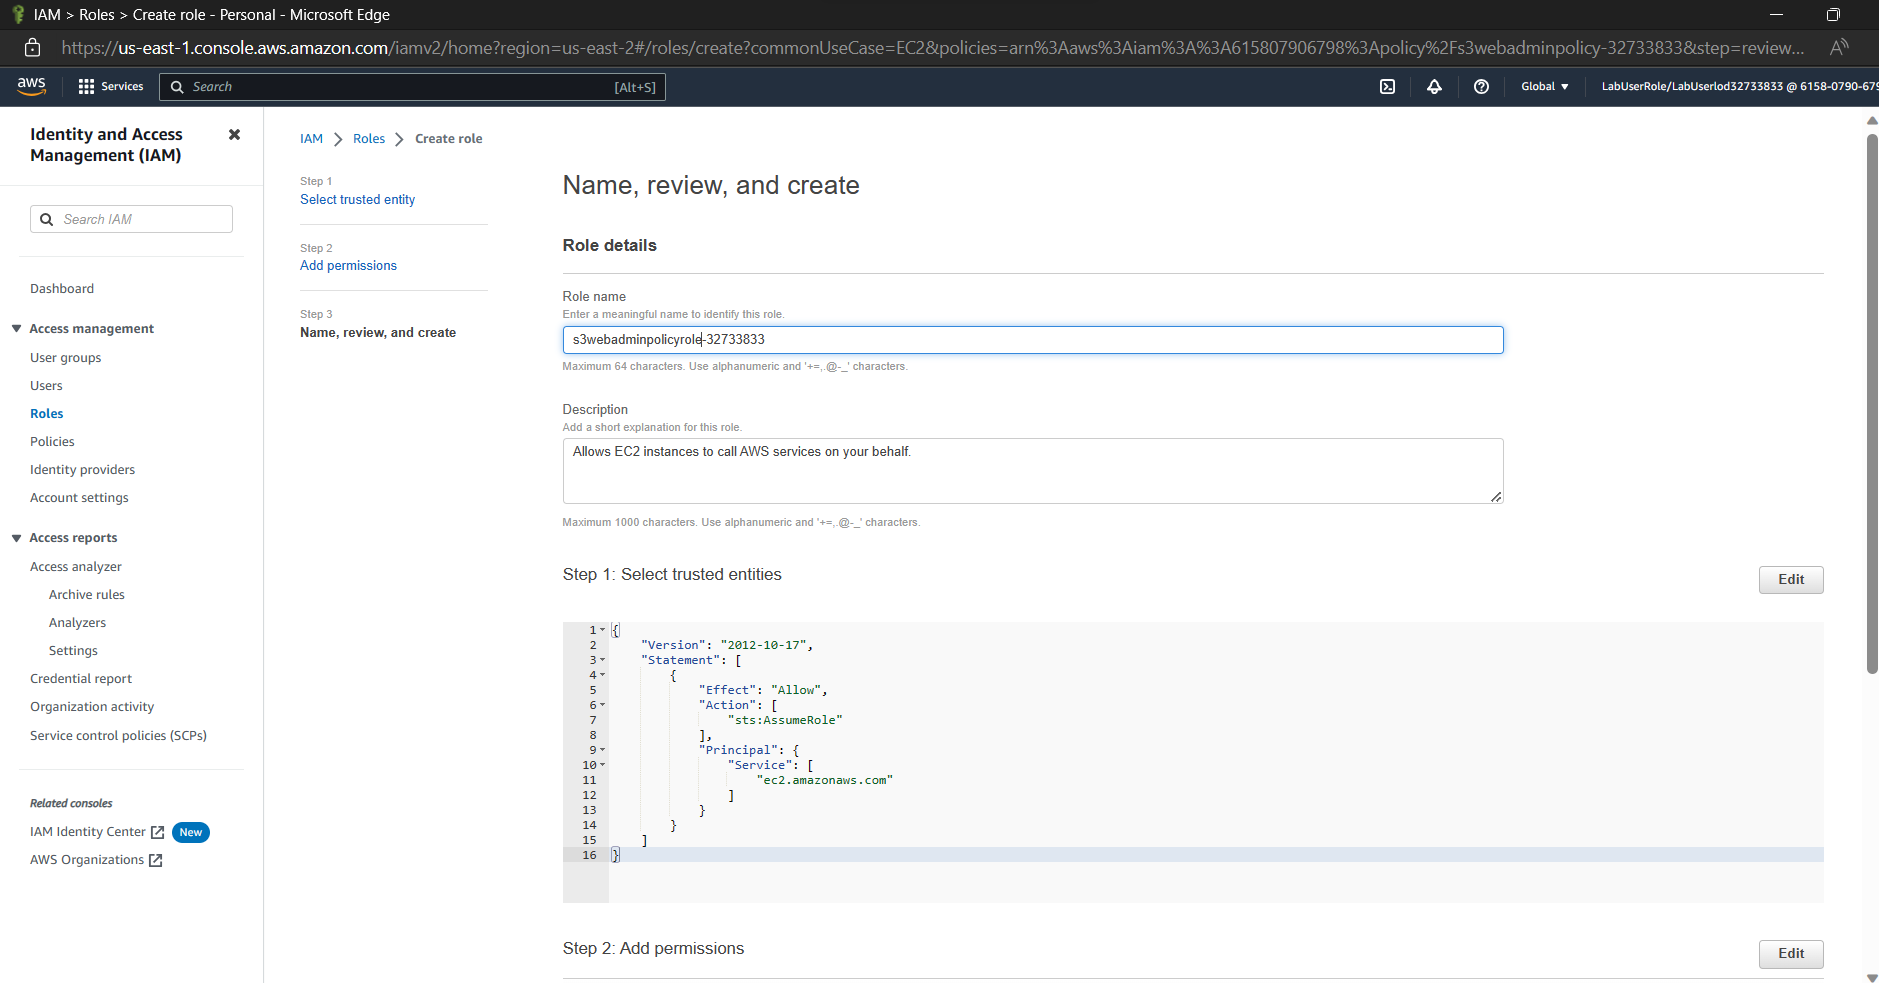 IAM > Roles > Create role - Personal - Microsoft Edge
https://us-east-1.console.aws.amazon.com/iamv2/home?region=us-east-2#/roles/create?commonUseCase=EC2&policies=arn%3Aaws%3Aiam%3A%3A615807906798%3Apolicy%2Fs3webadminpolicy-32733833&step=review...
aws Services Search [Alt+S] Global LabUserRole/LabUserlod32733833 @ 6158-0790-679
Identity and Access
Management (IAM)
Search IAM
Dashboard
Access management
User groups
Users
Roles
Policies
Identity providers
Account settings
Access reports
Access analyzer
Archive rules
Analyzers
Settings
Credential report
Organization activity
Service control policies (SCPs)
Related consoles
IAM Identity Center New
AWS Organizations
IAM > Roles > Create role
Step 1
Select trusted entity
Step 2
Add permissions
Step 3
Name, review, and create
Name, review, and create
Role details
Role name
Enter a meaningful name to identify this role.
s3webadminpolicyrole-32733833
Maximum 64 characters. Use alphanumeric and '+=,.@-_' characters.
Description
Add a short explanation for this role.
Allows EC2 instances to call AWS services on your behalf.
Maximum 1000 characters. Use alphanumeric and '+=,.@-_' characters.
Step 1: Select trusted entities
Edit
1 {
2 "Version": "2012-10-17",
3 "Statement": [
4 {
5 "Effect": "Allow",
6 "Action": [
7 "sts:AssumeRole"
8 ],
9 "Principal": {
10 "Service": [
11 "ec2.amazonaws.com"
12 ]
13 }
14 }
15 ]
16 }
Step 2: Add permissions
Edit